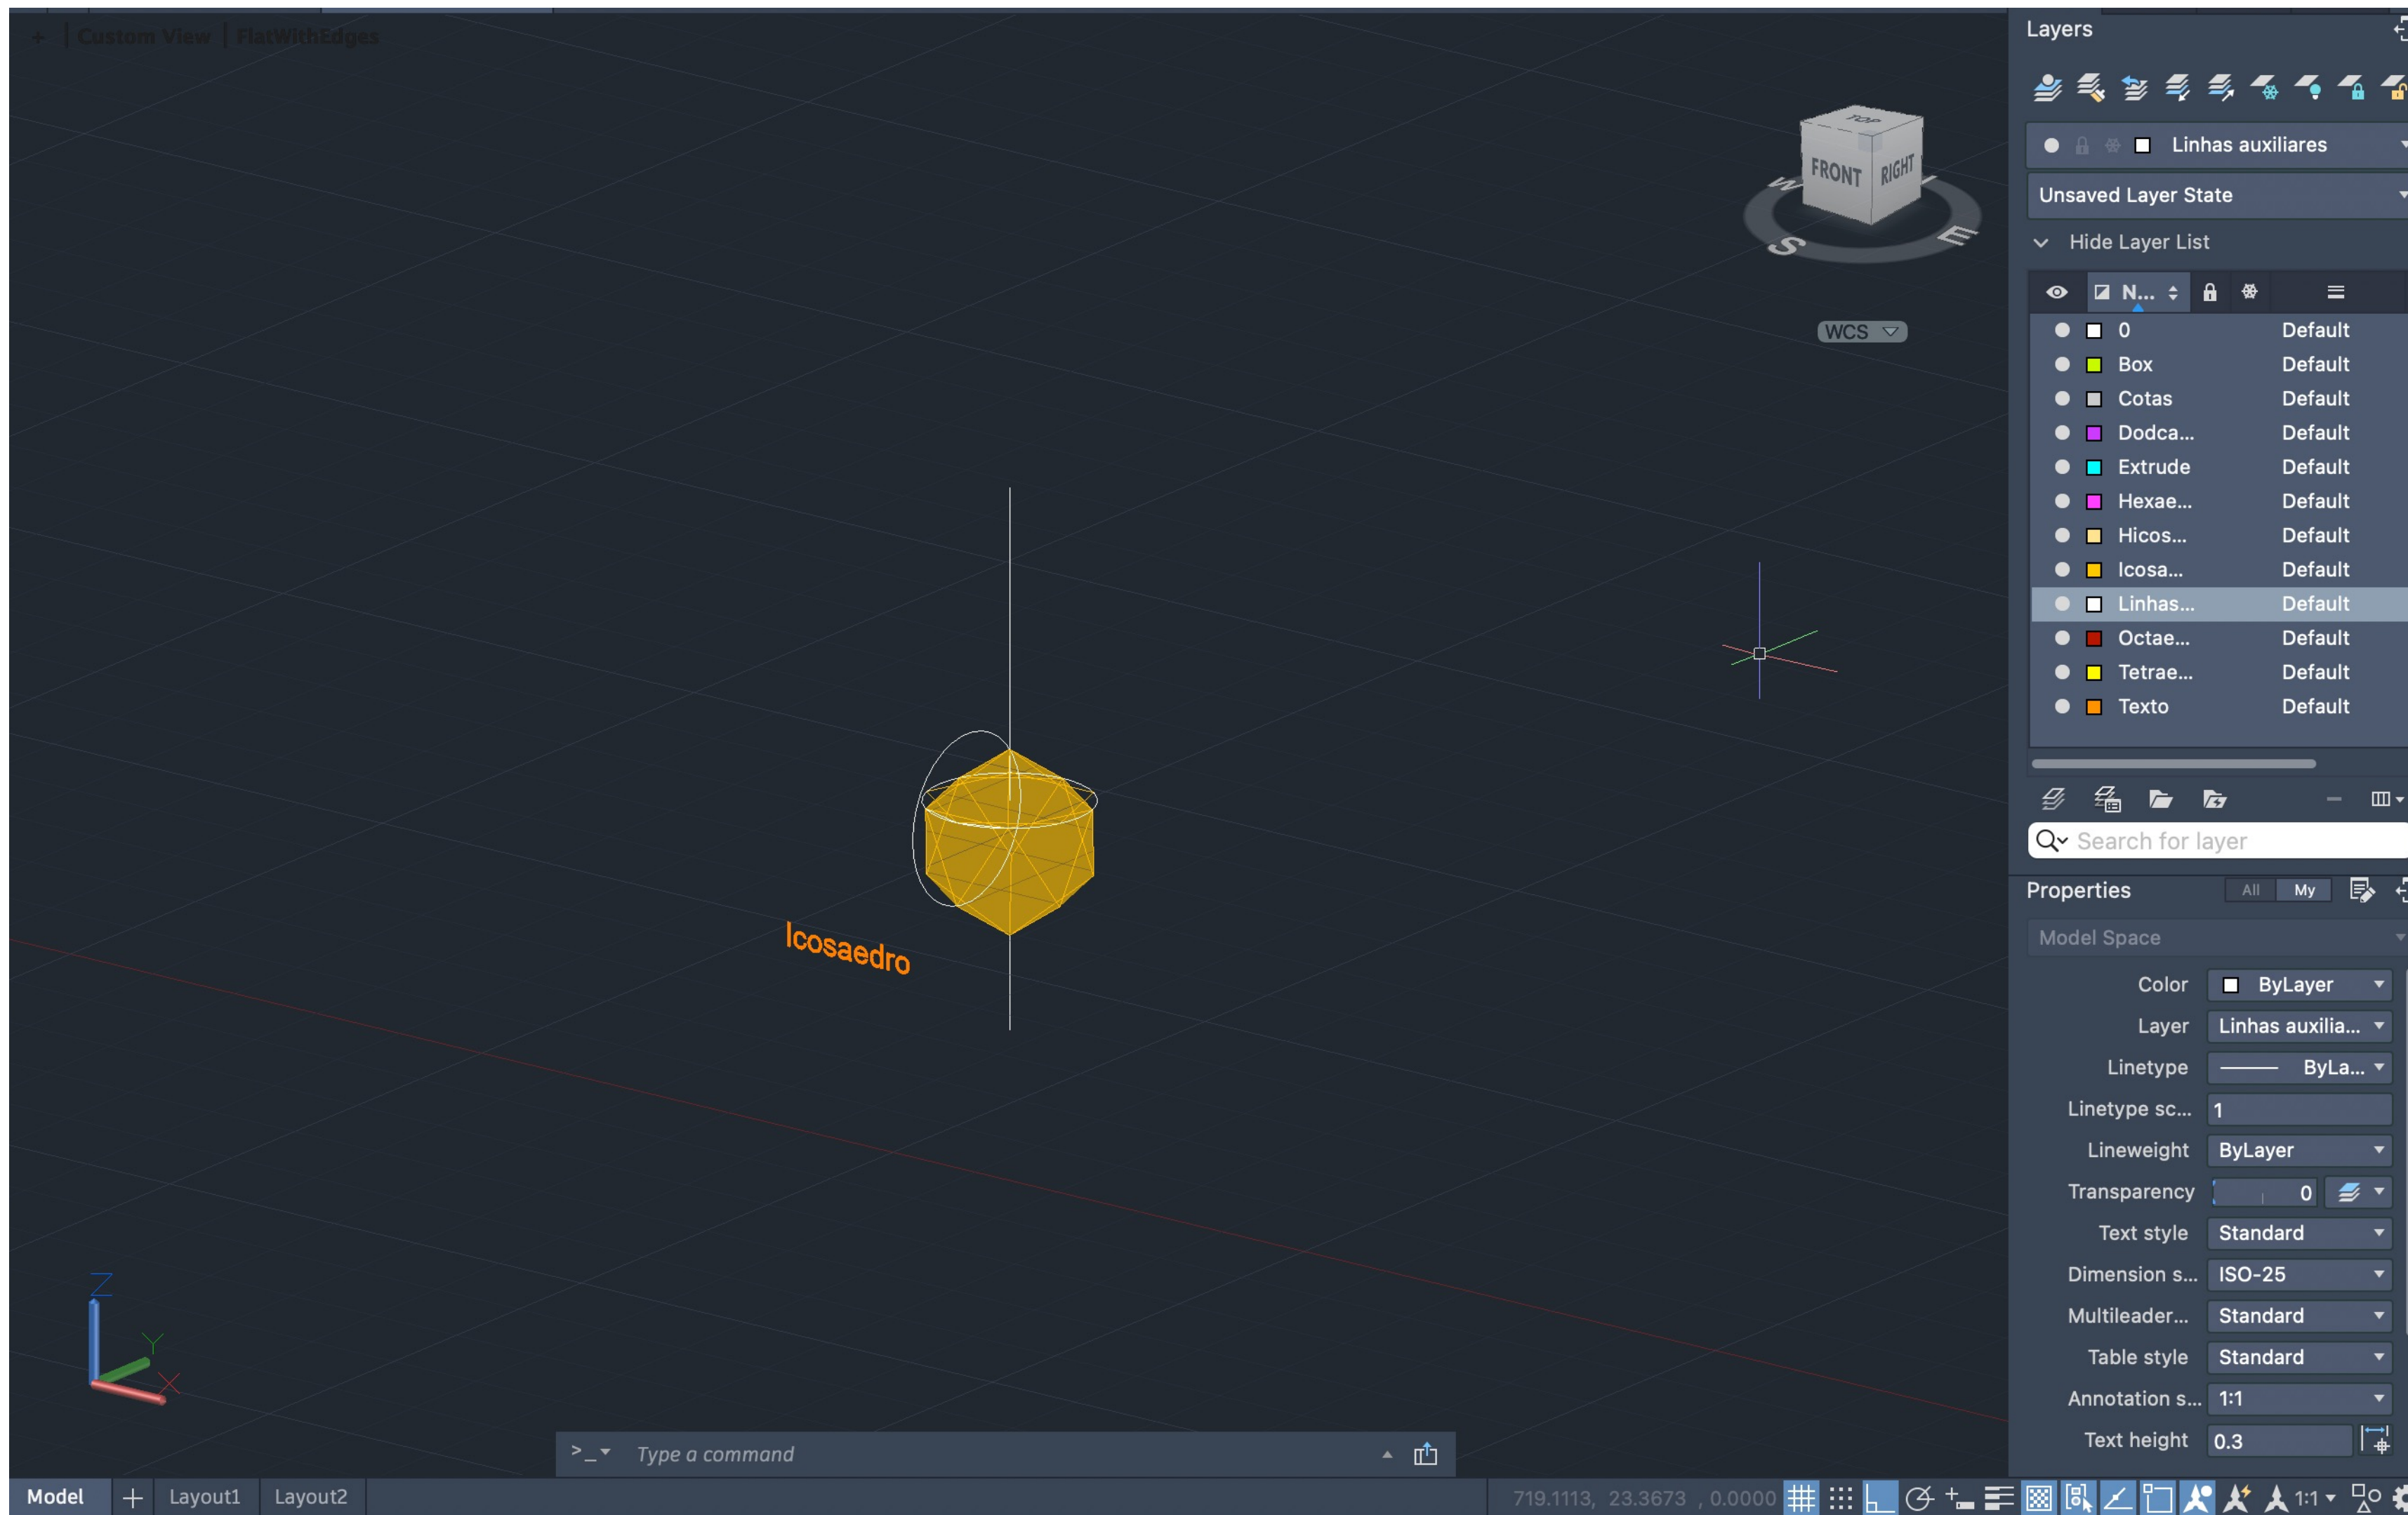 + | Custom View | FlatWithEdges
TOP
FRONT
RIGHT
W
S
E
WCS
Icosaedro
Z
Y
X
>_ Type a command
Model + Layout1 Layout2
719.1113, 23.3673 , 0.0000
1:1
Layers
Linhas auxiliares
Unsaved Layer State
Hide Layer List
N...
0 Default
Box Default
Cotas Default
Dodca... Default
Extrude Default
Hexae... Default
Hicos... Default
Icosa... Default
Linhas... Default
Octae... Default
Tetrae... Default
Texto Default
Search for layer
Properties All My
Model Space
Color ByLayer
Layer Linhas auxilia...
Linetype ByLa...
Linetype sc... 1
Lineweight ByLayer
Transparency 0
Text style Standard
Dimension s... ISO-25
Multileader... Standard
Table style Standard
Annotation s... 1:1
Text height 0.3